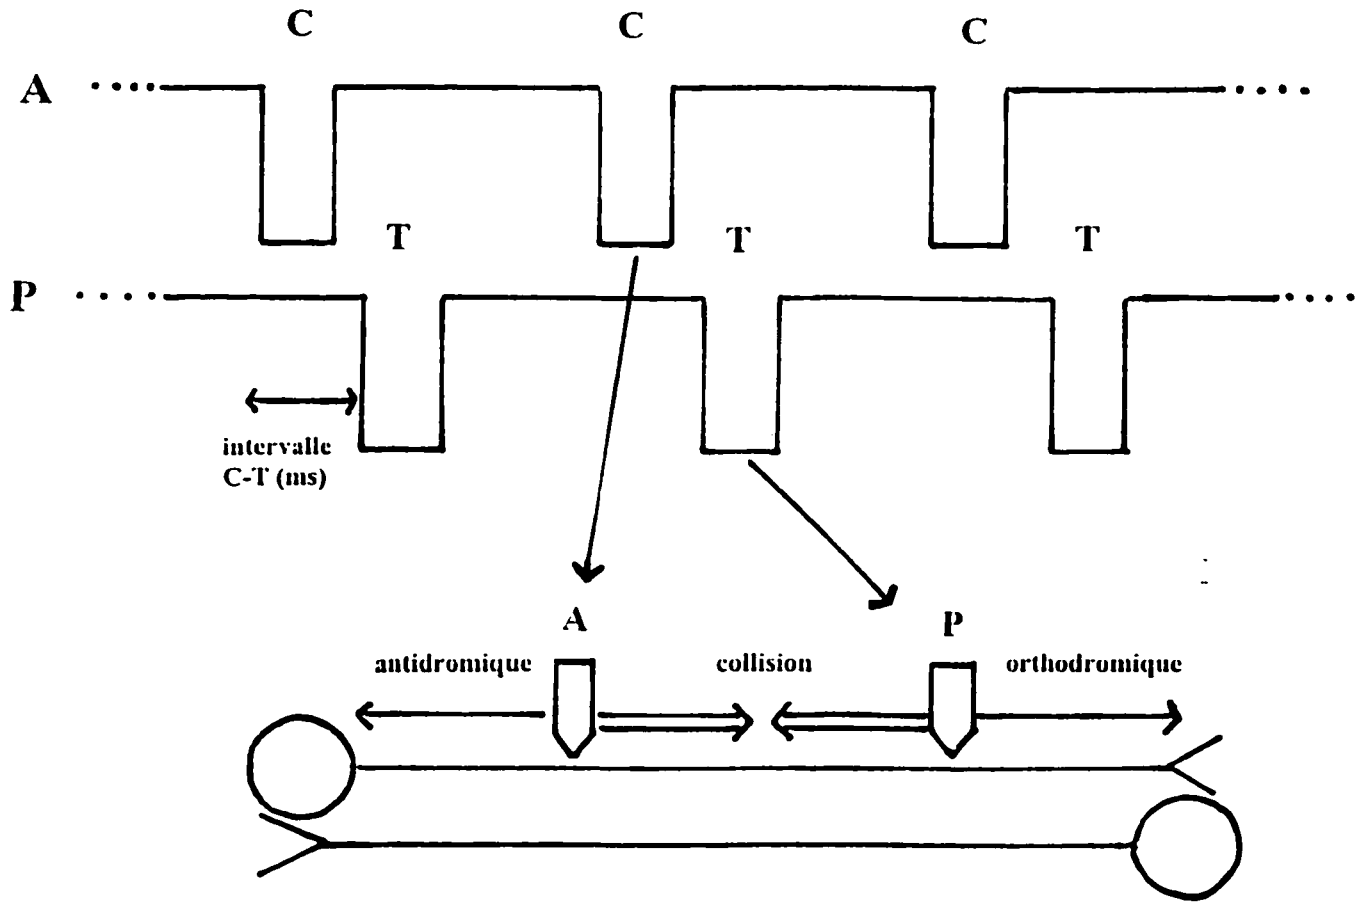 C C C
A
T T T
P
intervalle
C-T (ms)
A P
antidromique collision orthodromique